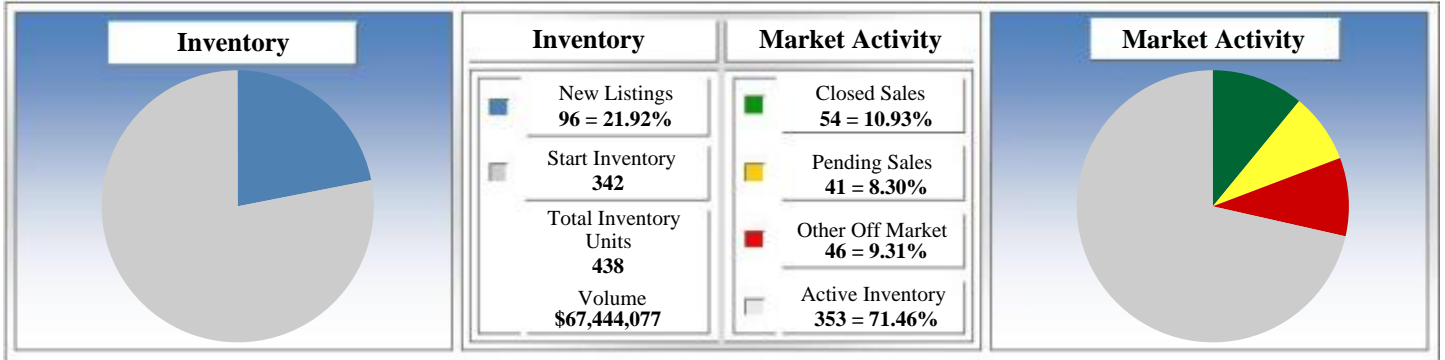 Inventory
Inventory
Market Activity
Market Activity
New Listings
96 = 21.92%
Start Inventory
342
Total Inventory
Units
438
Volume
$67,444,077
Closed Sales
54 = 10.93%
Pending Sales
41 = 8.30%
Other Off Market
46 = 9.31%
Active Inventory
353 = 71.46%